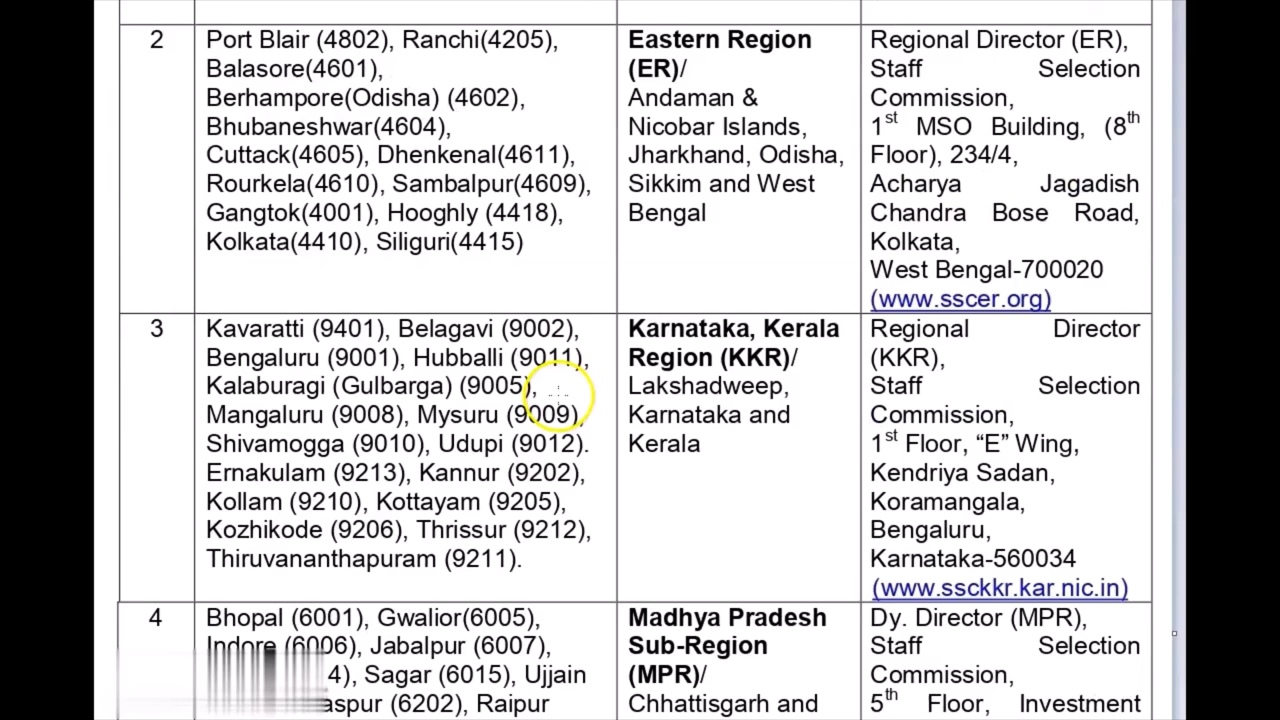 2
Port Blair (4802), Ranchi(4205),
Balasore(4601),
Berhampore(Odisha) (4602),
Bhubaneshwar(4604),
Cuttack(4605), Dhenkenal(4611),
Rourkela(4610), Sambalpur(4609),
Gangtok(4001), Hooghly (4418),
Kolkata(4410), Siliguri(4415)
Eastern Region
(ER)/
Andaman &
Nicobar Islands,
Jharkhand, Odisha,
Sikkim and West
Bengal
Regional Director (ER),
Staff Selection
Commission,
1st MSO Building, (8th
Floor), 234/4,
Acharya Jagadish
Chandra Bose Road,
Kolkata,
West Bengal-700020
(www.sscer.org)
3
Kavaratti (9401), Belagavi (9002),
Bengaluru (9001), Hubballi (9011),
Kalaburagi (Gulbarga) (9005),
Mangaluru (9008), Mysuru (9009),
Shivamogga (9010), Udupi (9012).
Ernakulam (9213), Kannur (9202),
Kollam (9210), Kottayam (9205),
Kozhikode (9206), Thrissur (9212),
Thiruvananthapuram (9211).
Karnataka, Kerala
Region (KKR)/
Lakshadweep,
Karnataka and
Kerala
Regional Director
(KKR),
Staff Selection
Commission,
1st Floor, “E” Wing,
Kendriya Sadan,
Koramangala,
Bengaluru,
Karnataka-560034
(www.ssckkr.kar.nic.in)
4
Bhopal (6001), Gwalior(6005),
Indore (6006), Jabalpur (6007),
4), Sagar (6015), Ujjain
aspur (6202), Raipur
Madhya Pradesh
Sub-Region
(MPR)/
Chhattisgarh and
Dy. Director (MPR),
Staff Selection
Commission,
5th Floor, Investment